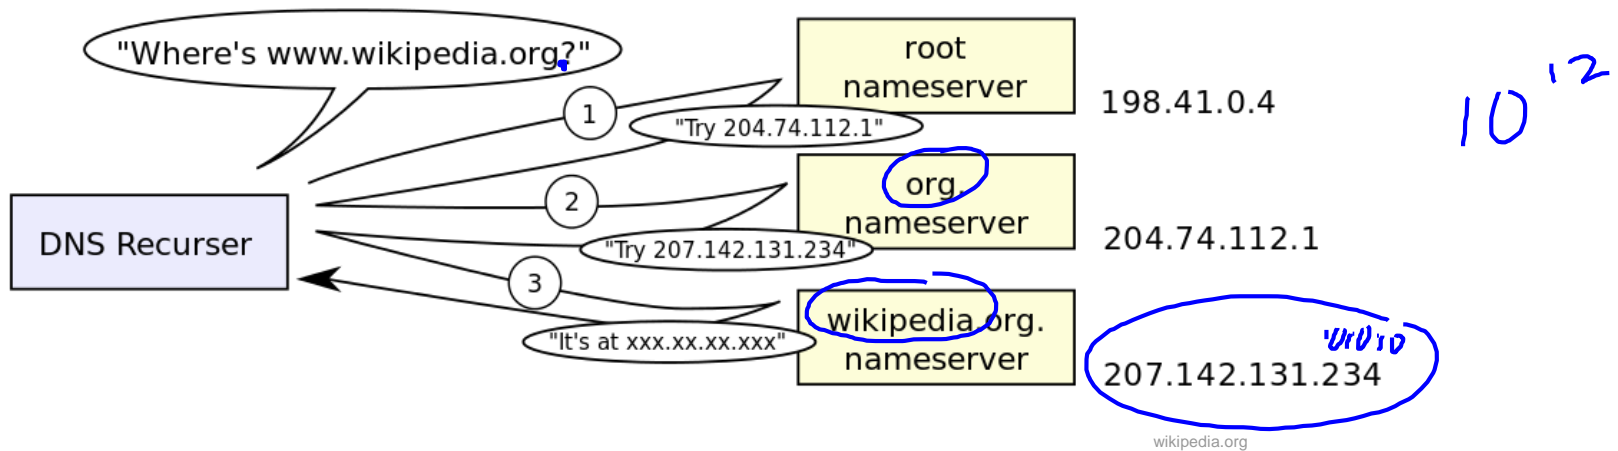 "Where's www.wikipedia.org?"
root
nameserver
198.41.0.4
10^12
1
"Try 204.74.112.1"
org.
nameserver
204.74.112.1
2
"Try 207.142.131.234"
DNS Recurser
3
wikipedia.org.
nameserver
207.142.131.234
"It's at xxx.xx.xx.xxx"
wikipedia.org